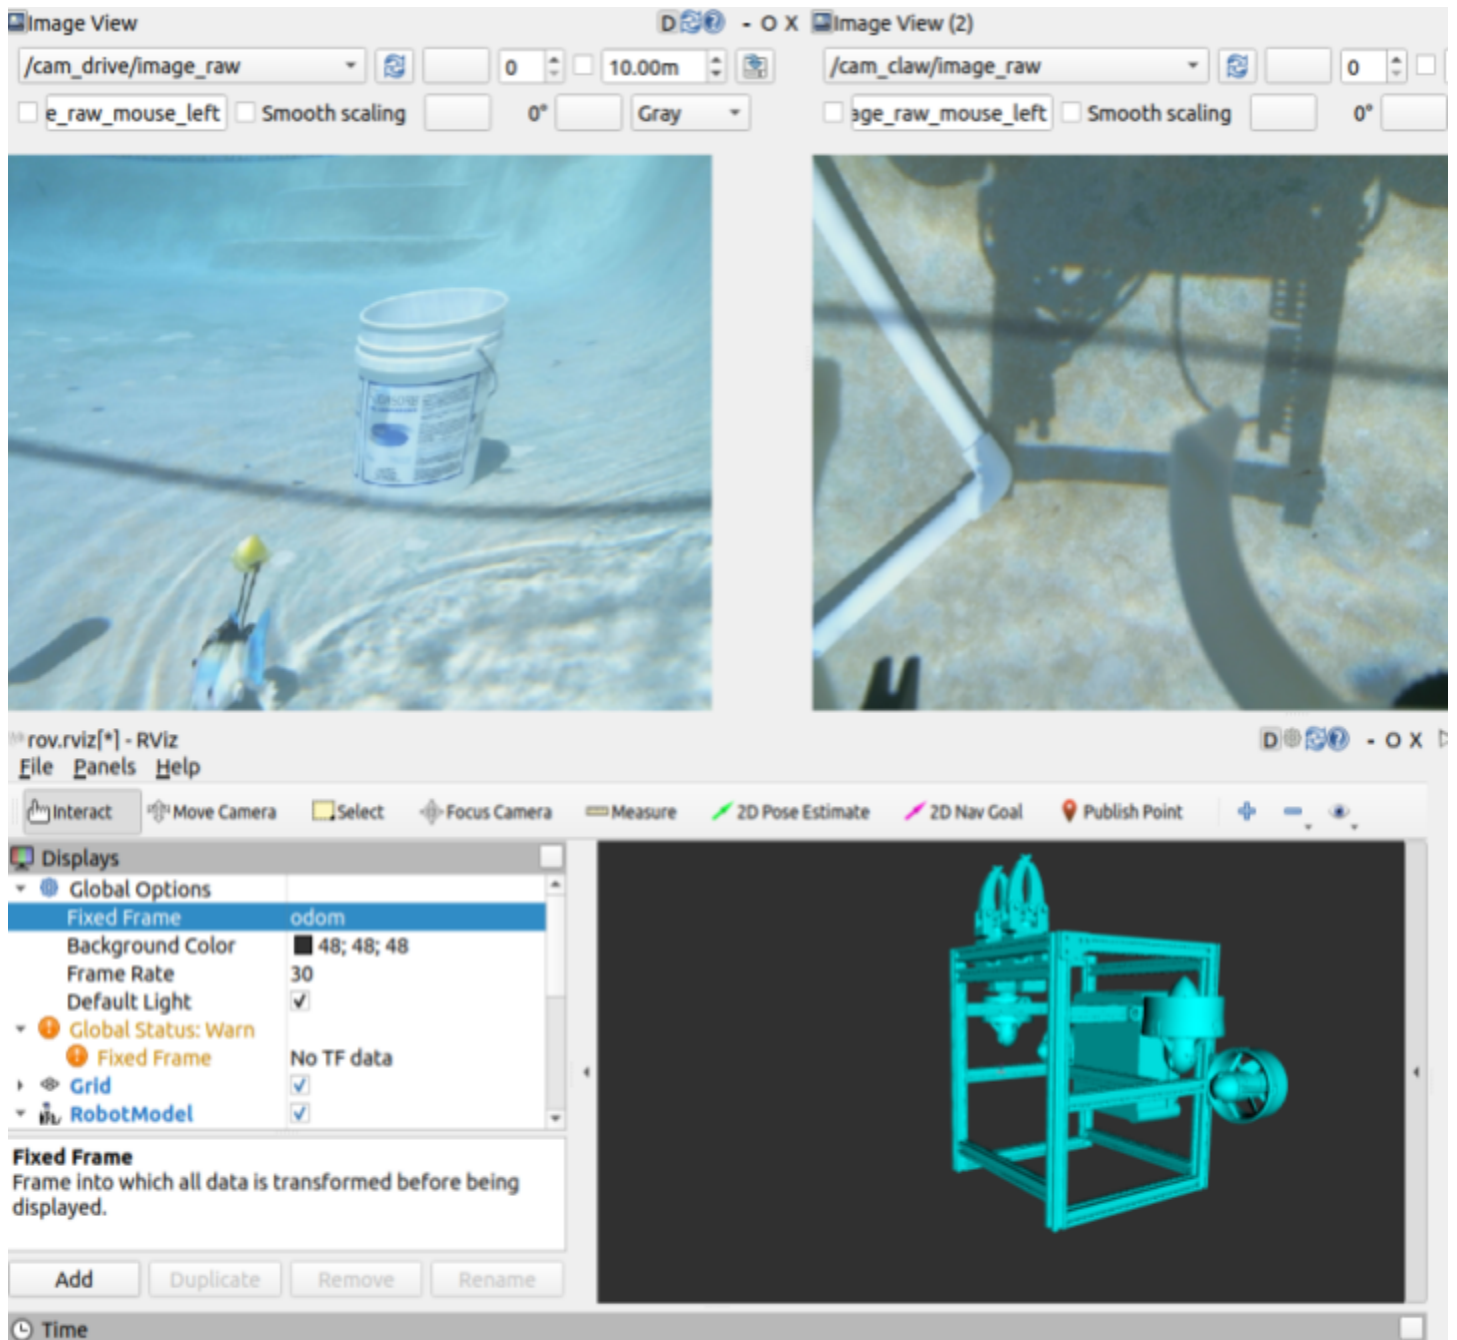 Image View
D - O X
Image View (2)
/cam_drive/image_raw
0
10.00m
/cam_claw/image_raw
0
e_raw_mouse_left
Smooth scaling
0°
Gray
age_raw_mouse_left
Smooth scaling
0°
rov.rviz[*] - RViz
D - O X
File Panels Help
Interact
Move Camera
Select
Focus Camera
Measure
2D Pose Estimate
2D Nav Goal
Publish Point
Displays
Global Options
Fixed Frame odom
Background Color 48; 48; 48
Frame Rate 30
Default Light
Global Status: Warn
Fixed Frame No TF data
Grid
RobotModel
Fixed Frame
Frame into which all data is transformed before being
displayed.
Add
Duplicate
Remove
Rename
Time